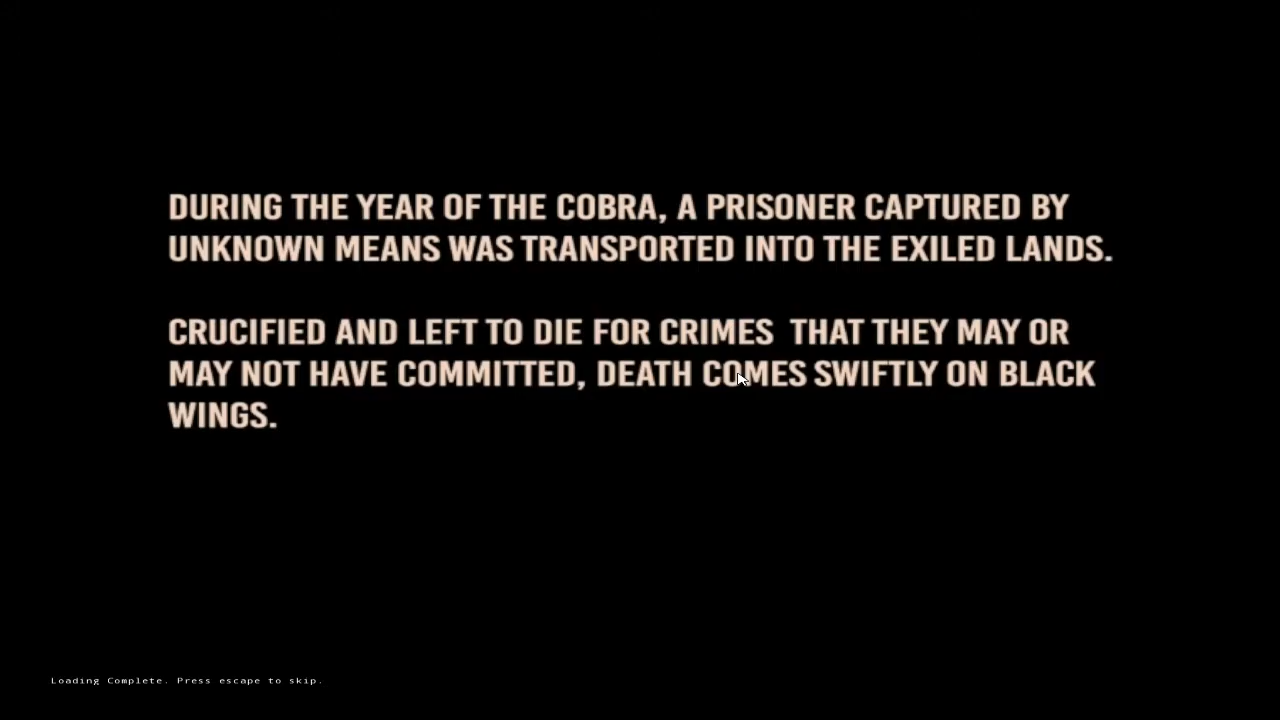 DURING THE YEAR OF THE COBRA, A PRISONER CAPTURED BY
UNKNOWN MEANS WAS TRANSPORTED INTO THE EXILED LANDS.
CRUCIFIED AND LEFT TO DIE FOR CRIMES  THAT THEY MAY OR
MAY NOT HAVE COMMITTED, DEATH COMES SWIFTLY ON BLACK
WINGS.
Loading Complete. Press escape to skip.